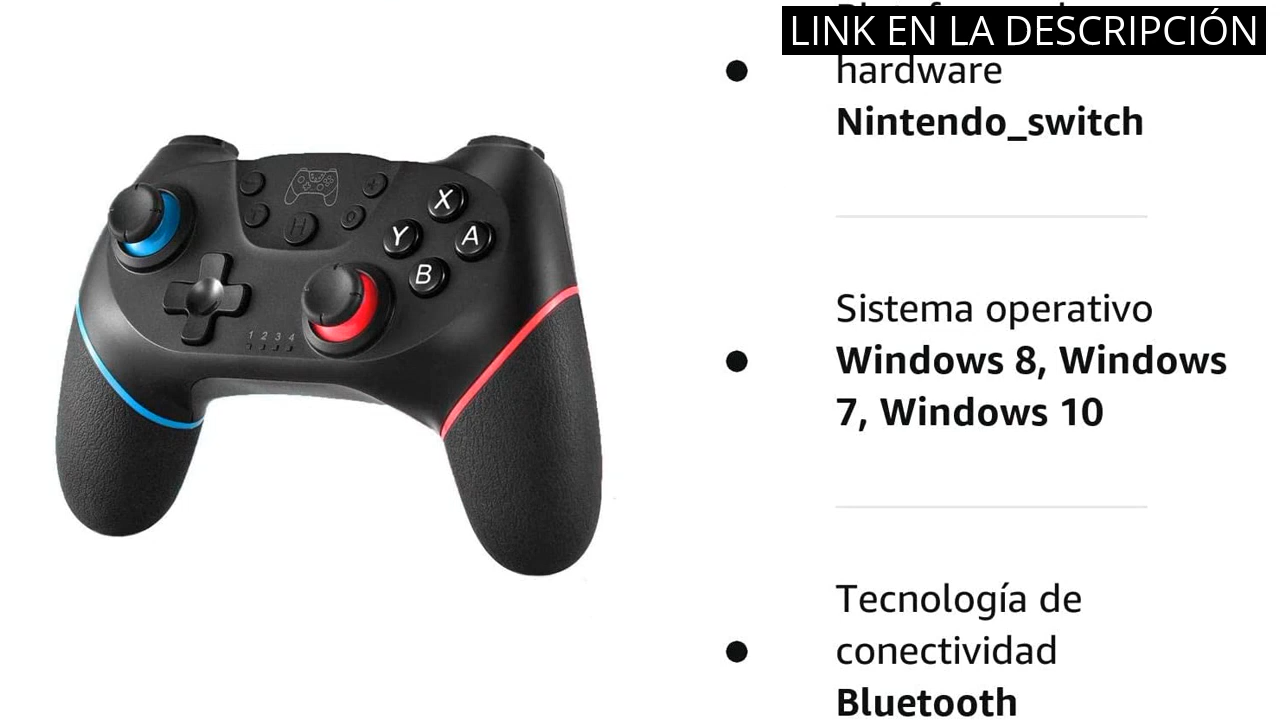 LINK EN LA DESCRIPCIÓN
hardware
Nintendo_switch
Sistema operativo
Windows 8, Windows
7, Windows 10
Tecnología de
conectividad
Bluetooth
X
Y
A
B
H
1 2 3 4